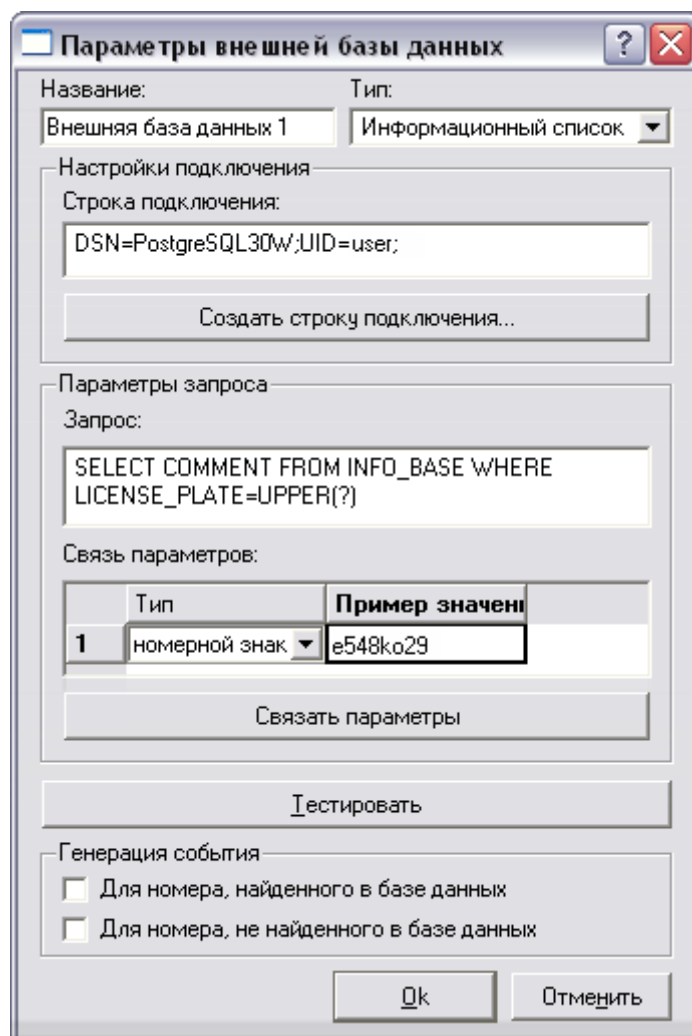 Параметры внешней базы данных
Название: Тип:
Внешняя база данных 1 Информационный список
Настройки подключения
Строка подключения:
DSN=PostgreSQL30W;UID=user;
Создать строку подключения...
Параметры запроса
Запрос:
SELECT COMMENT FROM INFO_BASE WHERE
LICENSE_PLATE=UPPER(?)
Связь параметров:
Тип Пример значени
1 номерной знак e548ko29
Связать параметры
Тестировать
Генерация события
Для номера, найденного в базе данных
Для номера, не найденного в базе данных
Ok Отменить